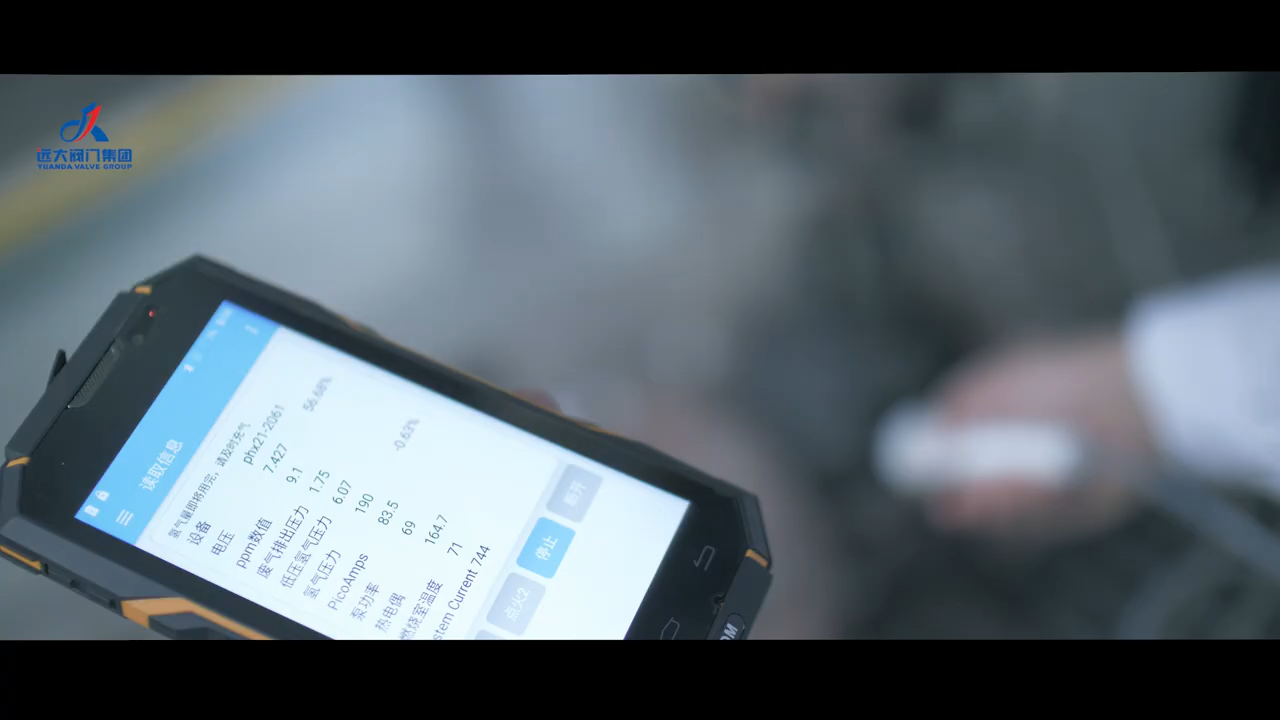 远大阀门集团
YUANDA VALVE GROUP
读取信息
氢气量即将用完，请及时充气
设备 phx21-2061
电压 7.427 56.68%
ppm数值 9.1
废气排出压力 1.75
低压氢气压力 6.07 -0.63%
氢气压力 190
PicoAmps 83.5
泵功率 69
热电偶 164.7
燃烧室温度 71
stem Current 744
断开
停止
点火2
OM